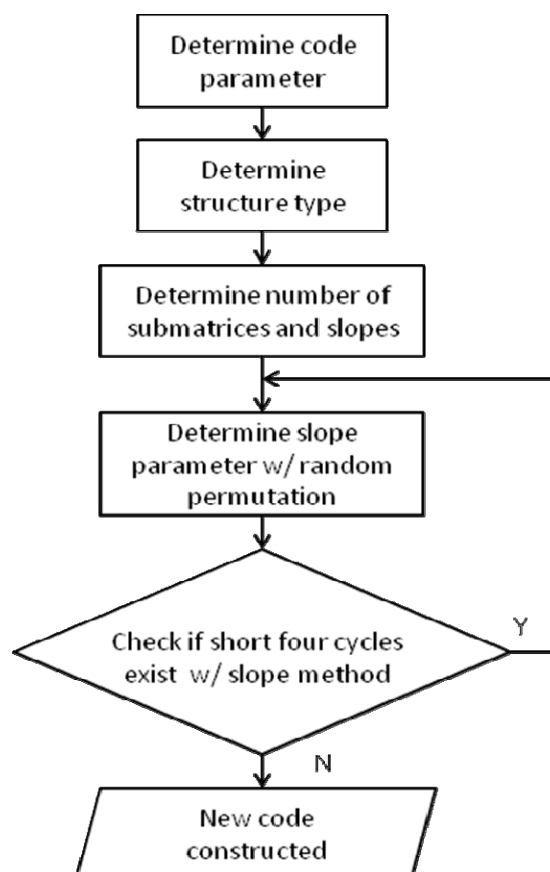 Determine code
parameter
Determine
structure type
Determine number of
submatrices and slopes
Determine slope
parameter w/ random
permutation
Check if short four cycles
exist w/ slope method
Y
N
New code
constructed